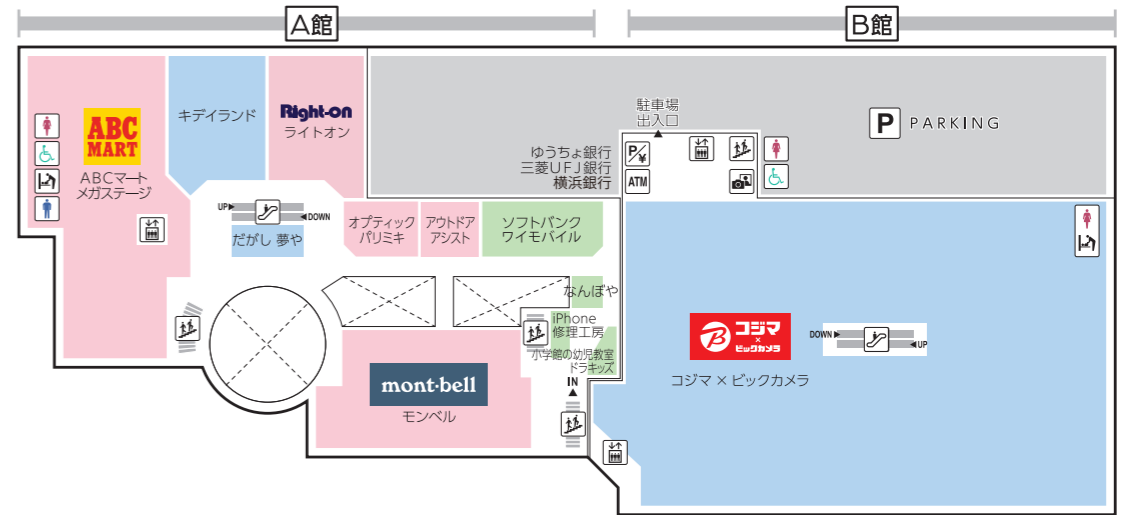 A館
B館
ABC
MART
ABCマート
メガステージ
キデイランド
Right-on
ライトオン
駐車場
出入口
P PARKING
ゆうちょ銀行
三菱UFJ銀行
横浜銀行
P/¥
ATM
UP
DOWN
だがし 夢や
オプティック
パリミキ
アウトドア
アシスト
ソフトバンク
ワイモバイル
なんぼや
iPhone
修理工房
小学館の幼児教室
ドラキッズ
IN
mont-bell
モンベル
B コジマ
×
ビックカメラ
コジマ × ビックカメラ
DOWN
UP